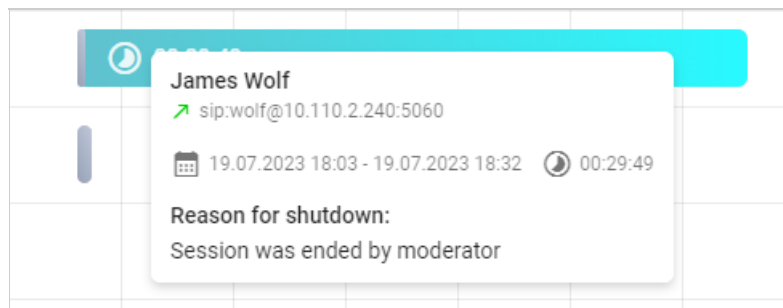 James Wolf
sip:wolf@10.110.2.240:5060
19.07.2023 18:03 - 19.07.2023 18:32 00:29:49
Reason for shutdown:
Session was ended by moderator